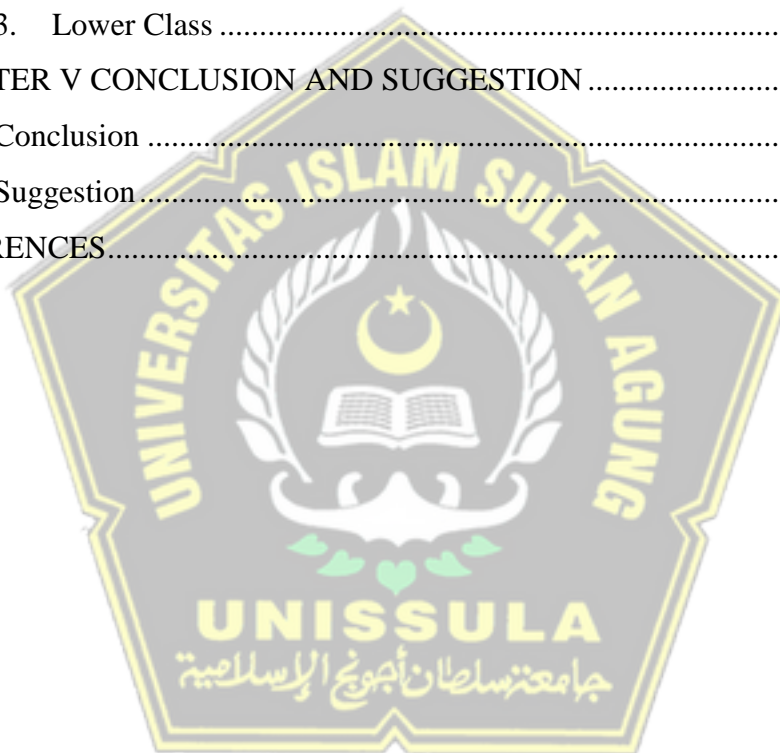 3. Lower Class ................................................................
TER V CONCLUSION AND SUGGESTION ................................
Conclusion ................................................................
Suggestion ................................................................
RENCES ................................................................
UNIVERSITAS ISLAM SULTAN AGUNG
UNISSULA
جامعة سلطان أجونج الإسلامية